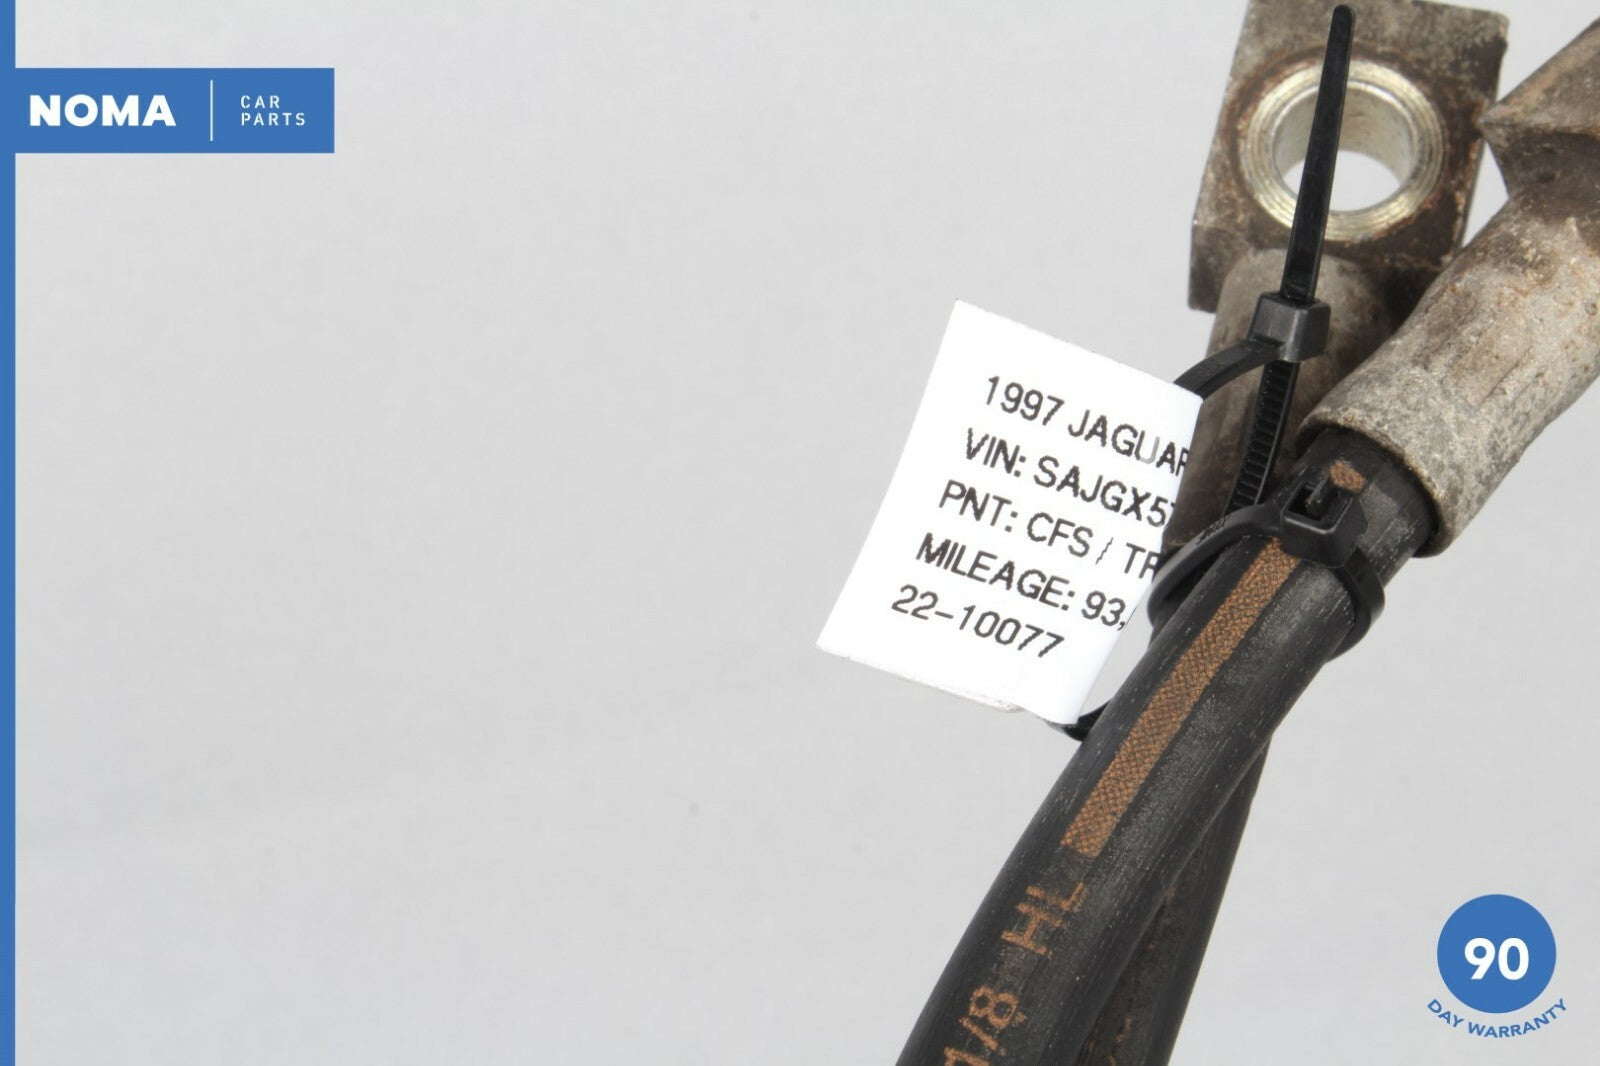 NOMA
CAR
PARTS
1997 JAGUAR
VIN: SAJGX57
PNT: CFS / TR
MILEAGE: 93,
22-10077
1/8 HL
90
DAY WARRANTY